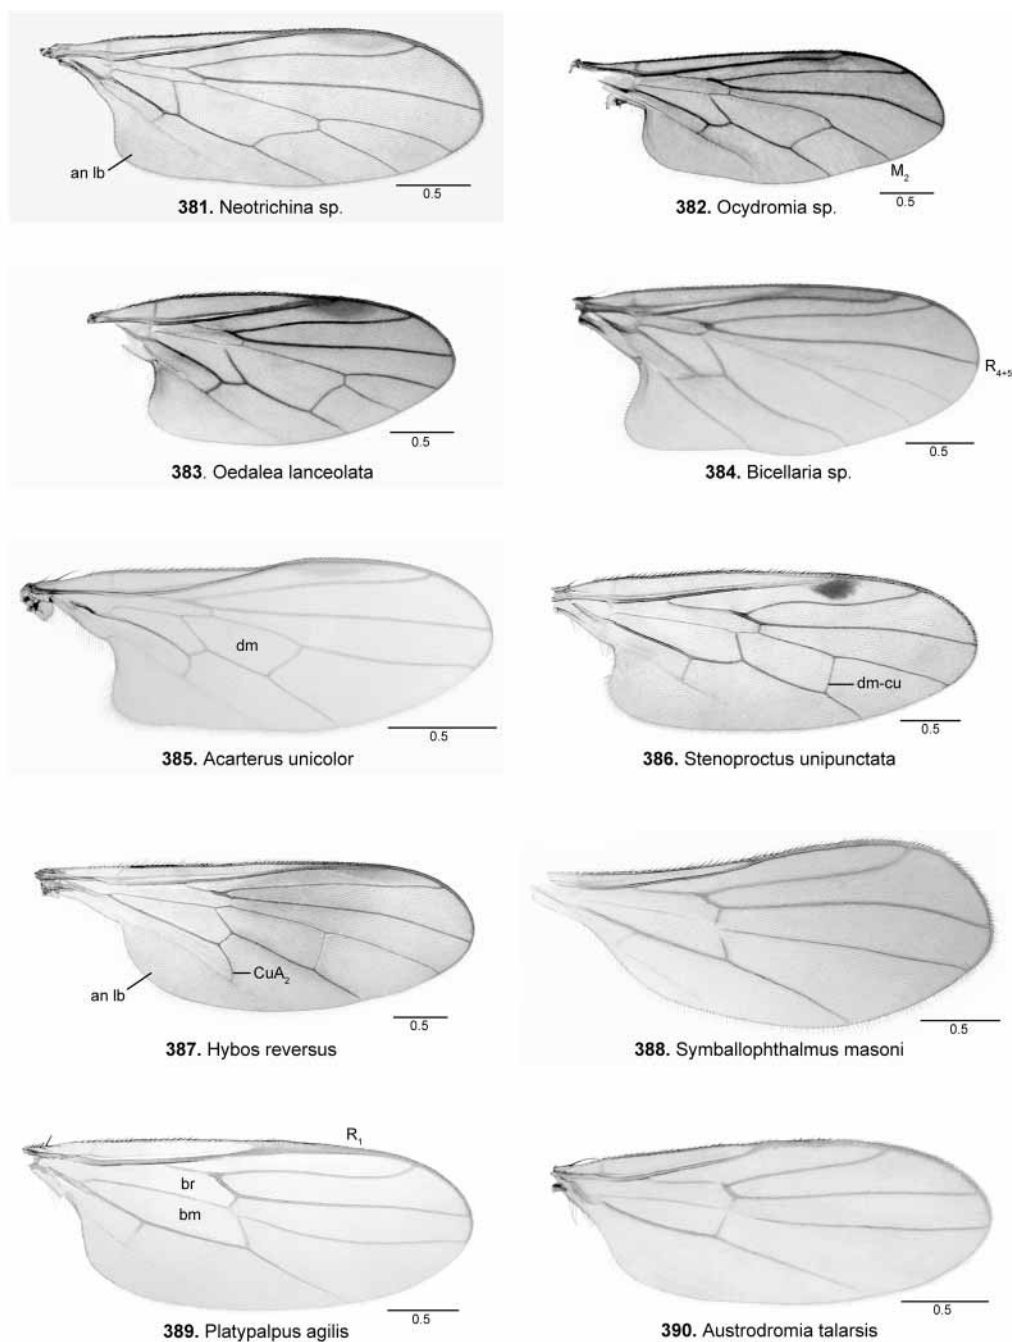 an lb
0.5
381. Neotrichina sp.
M2
0.5
382. Ocydromia sp.
0.5
383. Oedalea lanceolata
R4+5
0.5
384. Bicellaria sp.
dm
0.5
385. Acarterus unicolor
dm-cu
0.5
386. Stenoproctus unipunctata
CuA2
an lb
0.5
387. Hybos reversus
0.5
388. Symballophthalmus masoni
R1
br
bm
0.5
389. Platypalpus agilis
0.5
390. Austrodromia talarsis